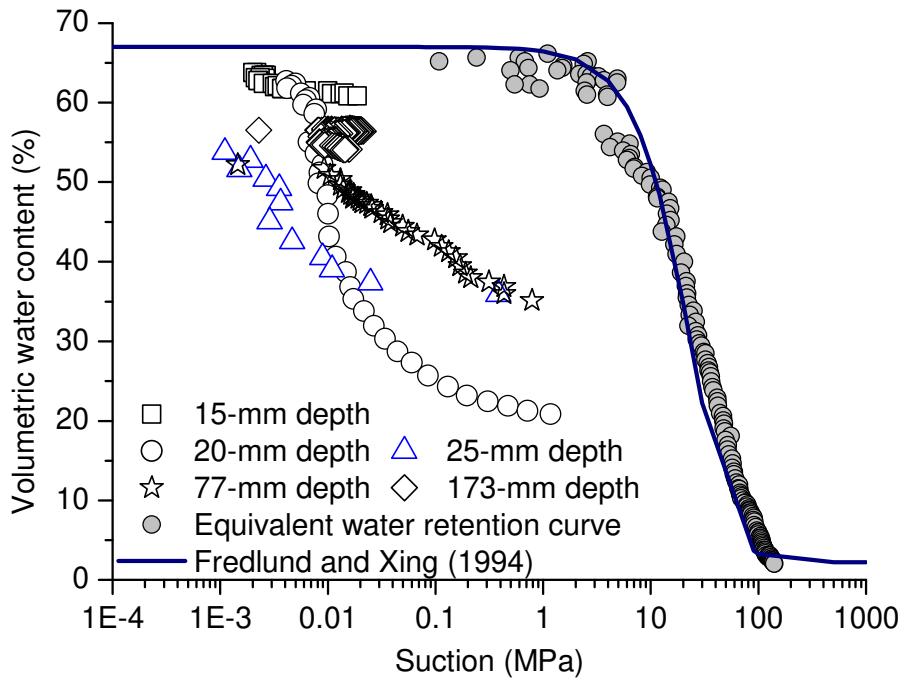 70
60
50
40
30
20
10
0
Volumetric water content (%)
15-mm depth
20-mm depth 25-mm depth
77-mm depth 173-mm depth
Equivalent water retention curve
Fredlund and Xing (1994)
1E-4 1E-3 0.01 0.1 1 10 100 1000
Suction (MPa)